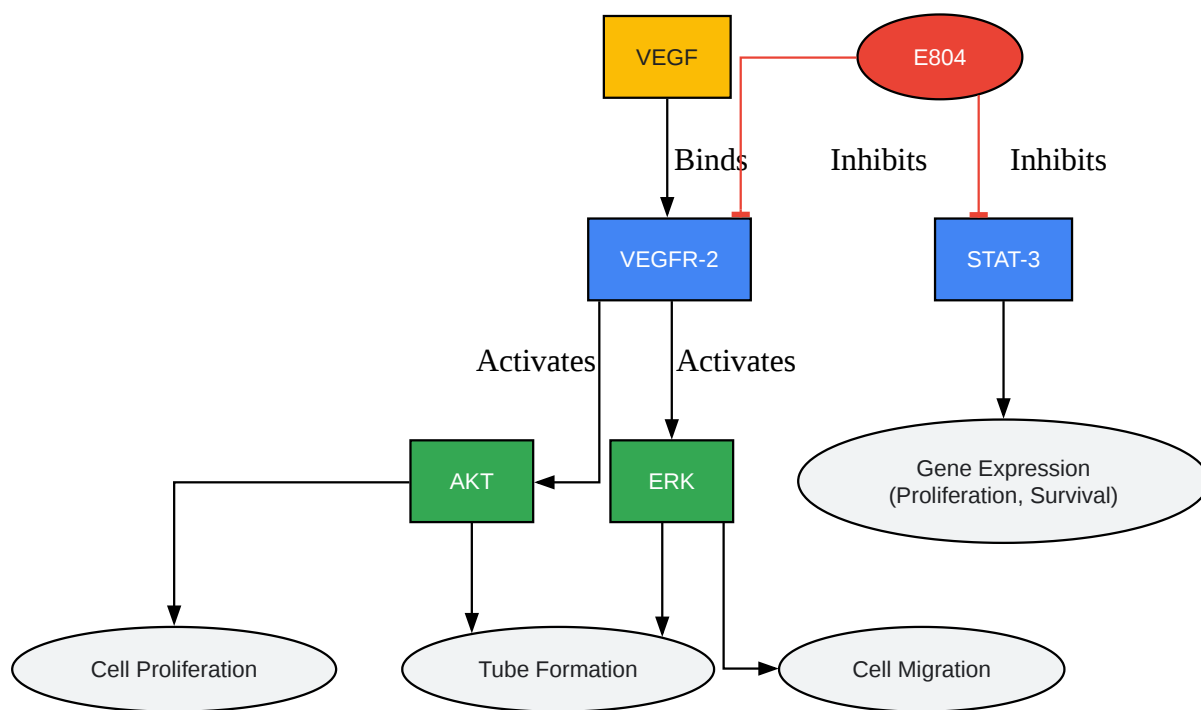 VEGF
E804
Binds
Inhibits
Inhibits
VEGFR-2
STAT-3
Activates
Activates
AKT
ERK
Gene Expression
(Proliferation, Survival)
Cell Proliferation
Tube Formation
Cell Migration